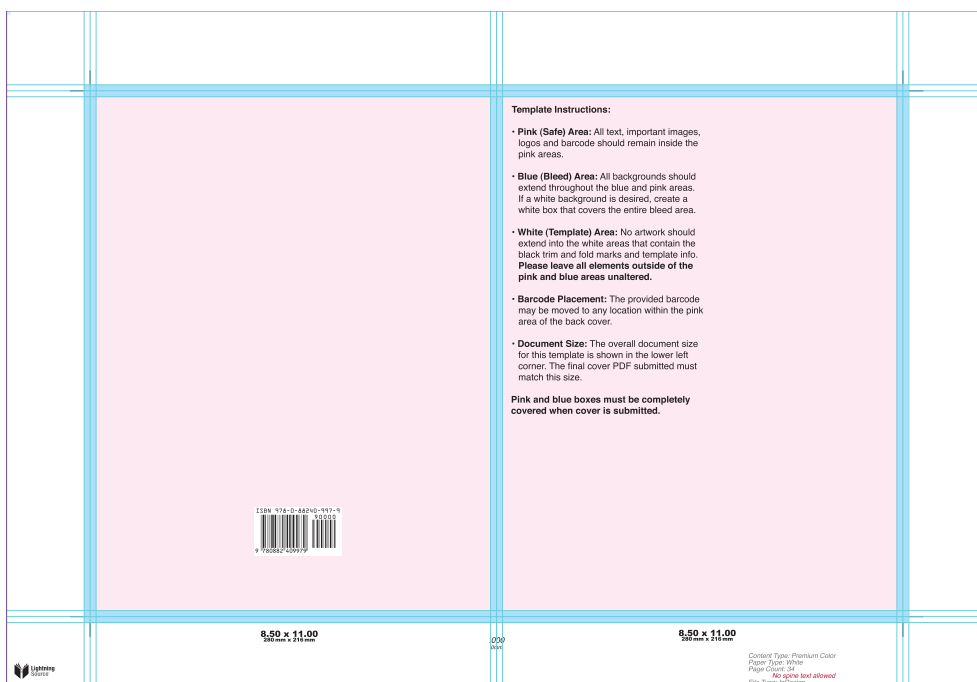 Template Instructions:
• Pink (Safe) Area: All text, important images,
logos and barcode should remain inside the
pink areas.
• Blue (Bleed) Area: All backgrounds should
extend throughout the blue and pink areas.
If a white background is desired, create a
white box that covers the entire bleed area.
• White (Template) Area: No artwork should
extend into the white areas that contain the
black trim and fold marks and template info.
Please leave all elements outside of the
pink and blue areas unaltered.
• Barcode Placement: The provided barcode
may be moved to any location within the pink
area of the back cover.
• Document Size: The overall document size
for this template is shown in the lower left
corner. The final cover PDF submitted must
match this size.
Pink and blue boxes must be completely
covered when cover is submitted.
ISBN 978-0-88240-997-9
90000
9 780882 409979
8.50 x 11.00
280 mm x 216 mm
.000
8.50 x 11.00
280 mm x 216 mm
Lightning
Source
Content Type: Premium Color
Paper Type: White
Page Count: 34
No spine text allowed
File Type: InDesign